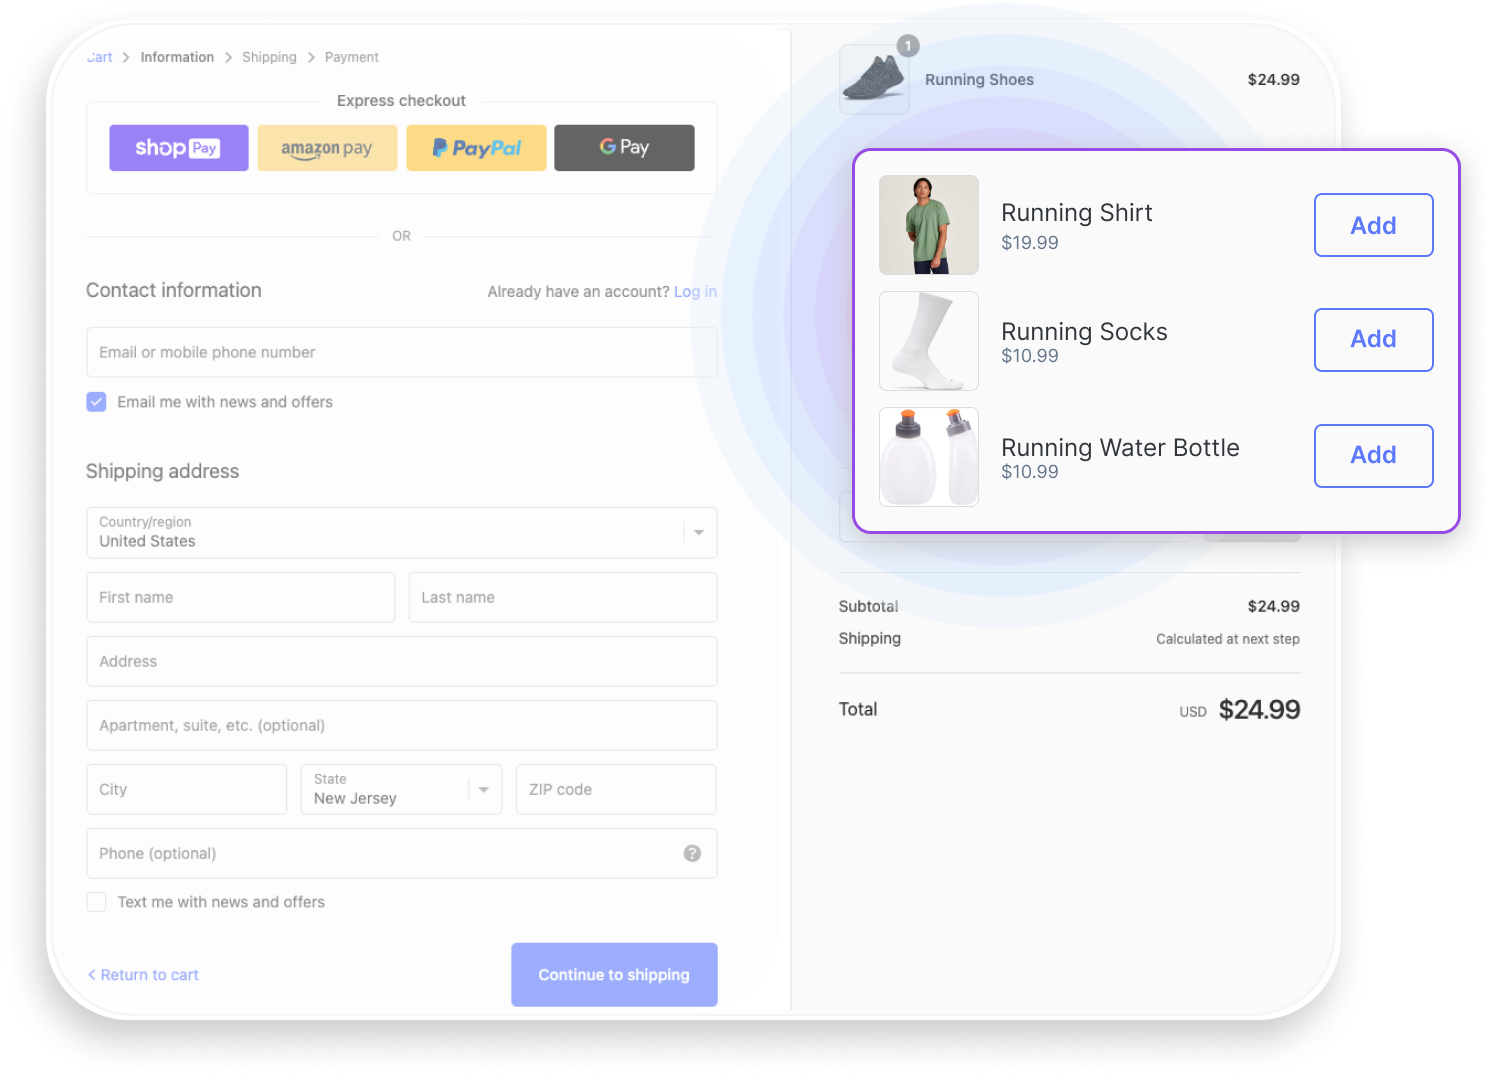 Cart > Information > Shipping > Payment
Express checkout
shop Pay
amazon pay
PayPal
G Pay
OR
Contact information
Already have an account? Log in
Email or mobile phone number
Email me with news and offers
Shipping address
Country/region
United States
First name
Last name
Address
Apartment, suite, etc. (optional)
City
State
New Jersey
ZIP code
Phone (optional)
?
Text me with news and offers
< Return to cart
Continue to shipping
1
Running Shoes
$24.99
Running Shirt
$19.99
Add
Running Socks
$10.99
Add
Running Water Bottle
$10.99
Add
Subtotal
$24.99
Shipping
Calculated at next step
Total
USD $24.99